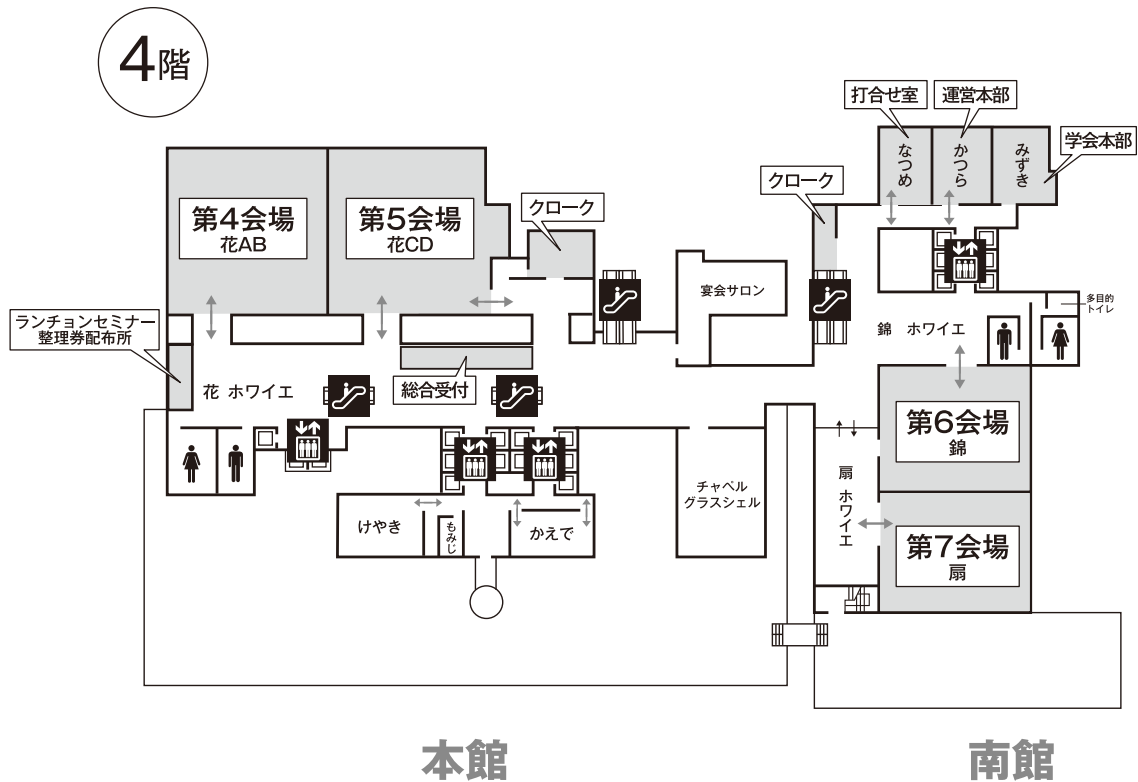 4階
打合せ室
運営本部
学会本部
なつめ
かつら
みずき
クローク
クローク
第4会場
花AB
第5会場
花CD
宴会サロン
多目的
トイレ
ランチョンセミナー
整理券配布所
錦 ホワイエ
花 ホワイエ
総合受付
第6会場
錦
扇 ホワイエ
チャペル
グラスシェル
けやき
もみじ
かえで
第7会場
扇
本館
南館